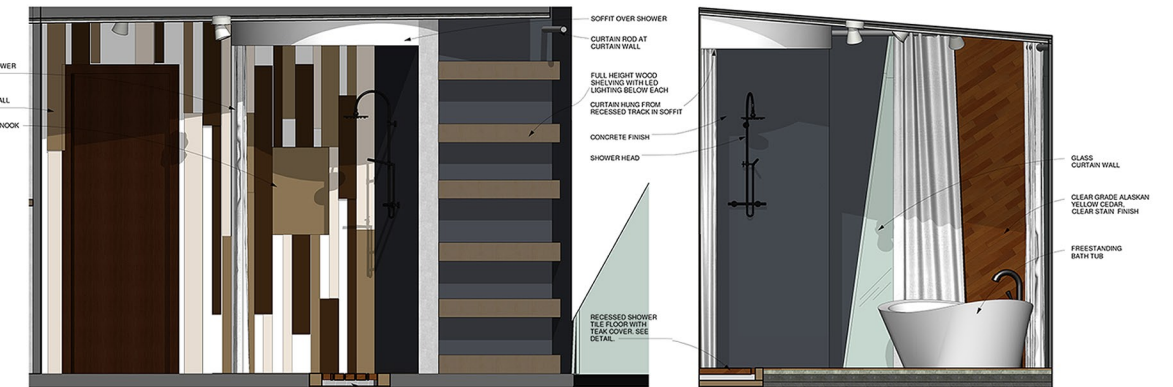 WER
ALL
NOOK
SOFFIT OVER SHOWER
CURTAIN ROD AT
CURTAIN WALL
FULL HEIGHT WOOD
SHELVING WITH LED
LIGHTING BELOW EACH
CURTAIN HUNG FROM
RECESSED TRACK IN SOFFIT
CONCRETE FINISH
SHOWER HEAD
RECESSED SHOWER
TILE FLOOR WITH
TEAK COVER. SEE
DETAIL.
GLASS
CURTAIN WALL
CLEAR GRADE ALASKAN
YELLOW CEDAR,
CLEAR STAIN FINISH
FREESTANDING
BATH TUB